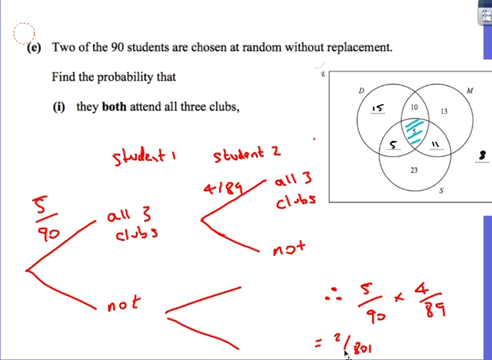 (e) Two of the 90 students are chosen at random without replacement.
Find the probability that
(i) they both attend all three clubs,
ℰ
D
M
15
10
13
5
5
11
8
23
S
student 1
student 2
5/90
all 3 clubs
4/89
all 3 clubs
not
not
∴ 5/90 × 4/89
= 2/801